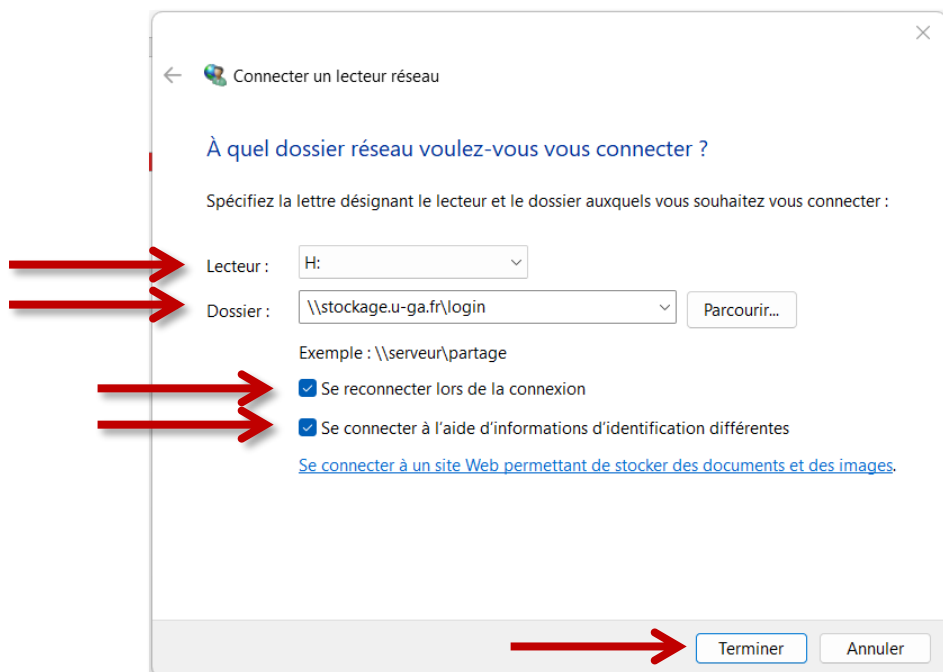 Connecter un lecteur réseau
À quel dossier réseau voulez-vous vous connecter ?
Spécifiez la lettre désignant le lecteur et le dossier auxquels vous souhaitez vous connecter :
Lecteur : H:
Dossier : \\stockage.u-ga.fr\login Parcourir...
Exemple : \\serveur\partage
Se reconnecter lors de la connexion
Se connecter à l'aide d'informations d'identification différentes
Se connecter à un site Web permettant de stocker des documents et des images.
Terminer Annuler